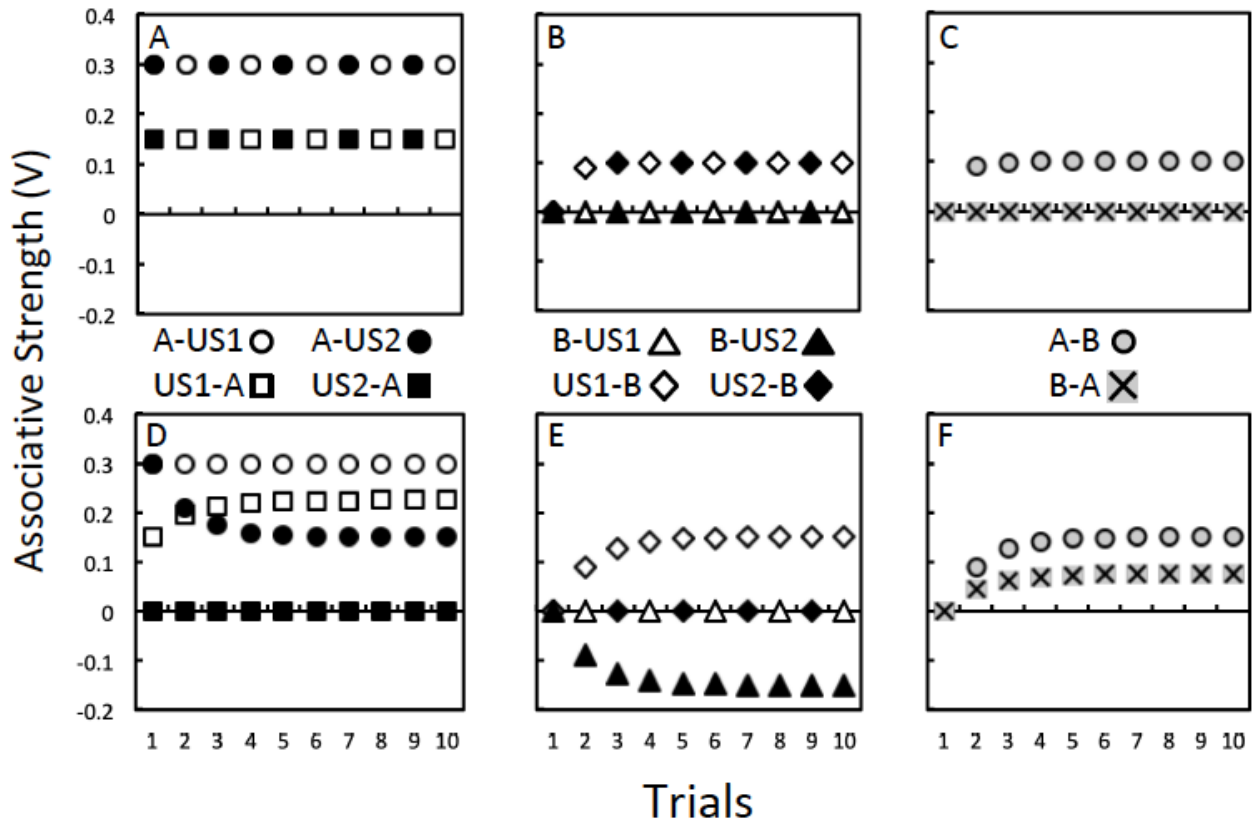 Associative Strength (V)
0.4
0.3
0.2
0.1
0
-0.1
-0.2
A
B
C
A-US1 A-US2
US1-A US2-A
B-US1 B-US2
US1-B US2-B
A-B
B-A
0.4
0.3
0.2
0.1
0
-0.1
-0.2
D
E
F
1 2 3 4 5 6 7 8 9 10
1 2 3 4 5 6 7 8 9 10
1 2 3 4 5 6 7 8 9 10
Trials